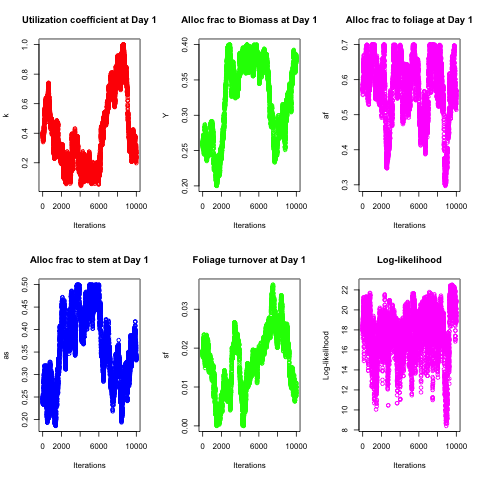 Utilization coefficient at Day 1
Alloc frac to Biomass at Day 1
Alloc frac to foliage at Day 1
k
0.2 0.4 0.6 0.8 1.0
0 2000 6000 10000
Iterations
Y
0.20 0.25 0.30 0.35 0.40
0 2000 6000 10000
Iterations
af
0.3 0.4 0.5 0.6 0.7
0 2000 6000 10000
Iterations
Alloc frac to stem at Day 1
Foliage turnover at Day 1
Log-likelihood
as
0.20 0.25 0.30 0.35 0.40 0.45 0.50
0 2000 6000 10000
Iterations
sf
0.00 0.01 0.02 0.03
0 2000 6000 10000
Iterations
Log-likelihood
8 10 12 14 16 18 20 22
0 2000 6000 10000
Iterations